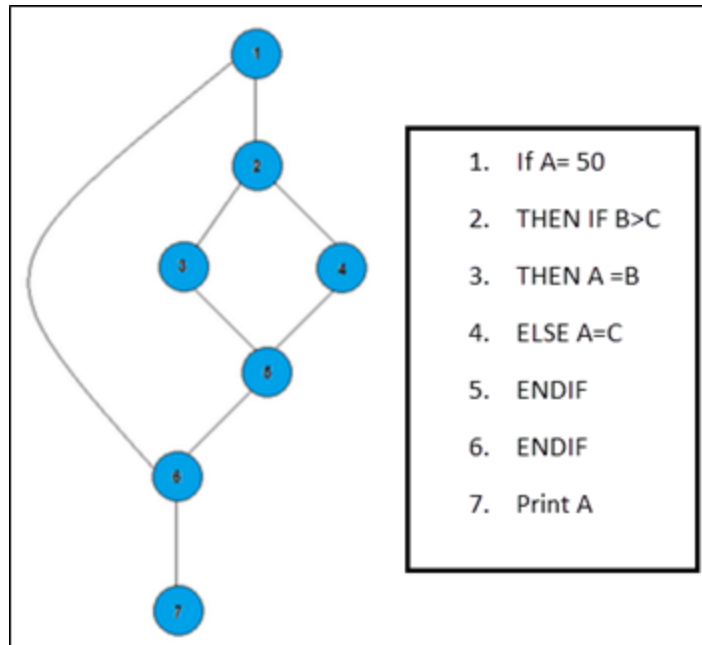 1
2
3
4
5
6
7
1. If A= 50
2. THEN IF B>C
3. THEN A =B
4. ELSE A=C
5. ENDIF
6. ENDIF
7. Print A